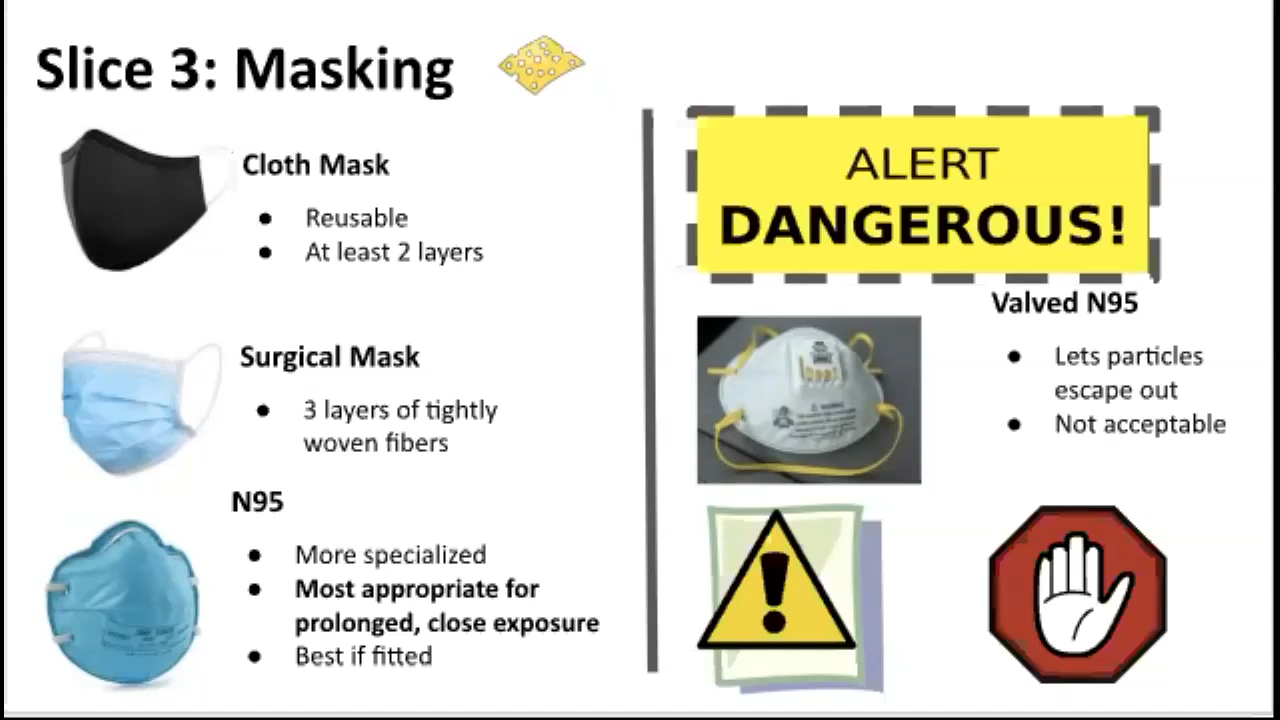 Slice 3: Masking
Cloth Mask
● Reusable
● At least 2 layers
Surgical Mask
● 3 layers of tightly
woven fibers
N95
● More specialized
● Most appropriate for
prolonged, close exposure
● Best if fitted
ALERT
DANGEROUS!
Valved N95
● Lets particles
escape out
● Not acceptable